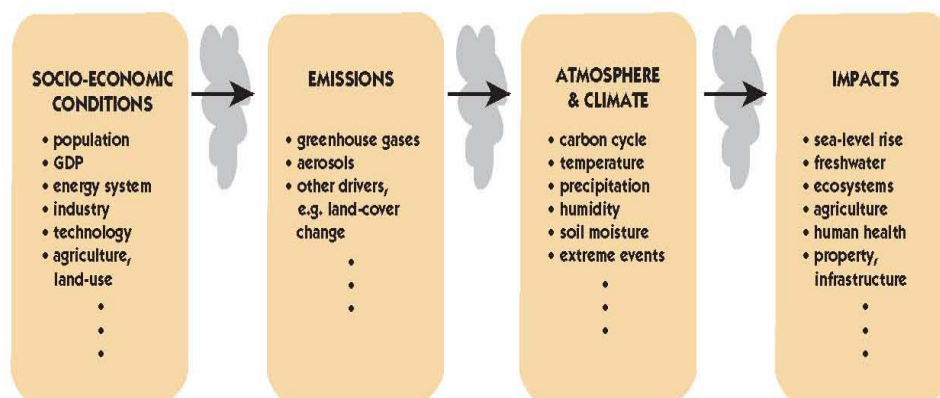 SOCIO-ECONOMIC
CONDITIONS
• population
• GDP
• energy system
• industry
• technology
• agriculture,
land-use
•
•
•
EMISSIONS
• greenhouse gases
• aerosols
• other drivers,
e.g. land-cover
change
•
•
•
ATMOSPHERE
& CLIMATE
• carbon cycle
• temperature
• precipitation
• humidity
• soil moisture
• extreme events
•
•
•
IMPACTS
• sea-level rise
• freshwater
• ecosystems
• agriculture
• human health
• property,
infrastructure
•
•
•